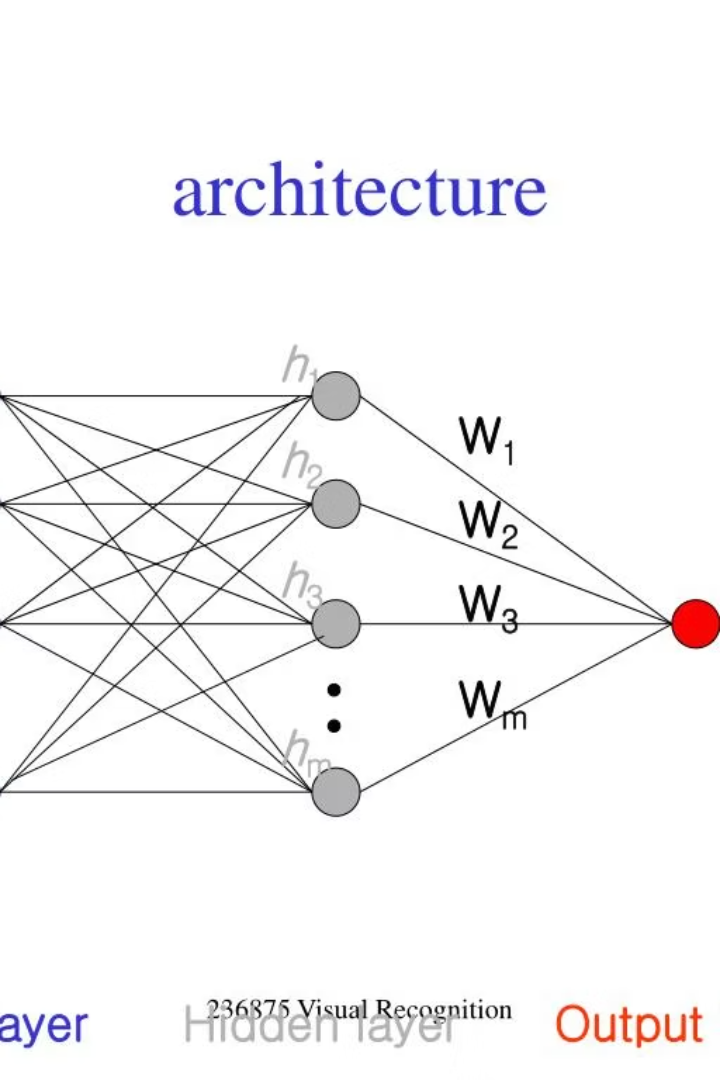 architecture
h1
W1
h2
W2
h3
W3
hm
Wm
236875 Visual Recognition
ayer Hidden layer Output